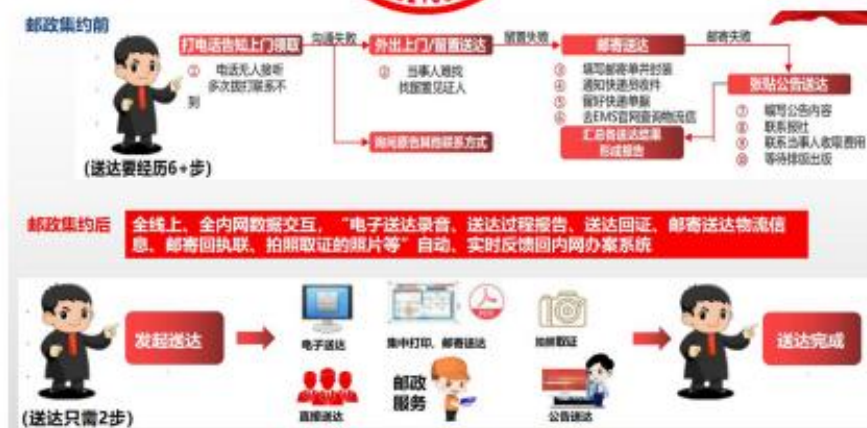 邮政集约前
打电话告知上门领取
沟通失败
外出上门/留置送达
留置失败
邮寄送达
邮寄失败
① 电话无人接听
多次拨打联系不
到
② 当事人难找
找留置见证人
③ 填写邮寄单并封装
④ 通知快递员收件
⑤ 留好快递单据
⑥ 去EMS官网查询物流信
张贴公告送达
⑦ 编写公告内容
⑧ 联系报社
⑨ 联系当事人收取费用
⑩ 等待排版出版
询问原告其他联系方式
汇总各送达结果
形成报告
(送达要经历6+步)
邮政集约后
全线上、全内网数据交互，“电子送达录音、送达过程报告、送达回证、邮寄送达物流信
息、邮寄回执联、拍照取证的照片等”自动、实时反馈回内网办案系统
发起送达
电子送达
集中打印、邮寄送达
拍照取证
送达完成
直接送达
邮政
服务
公告送达
(送达只需2步)